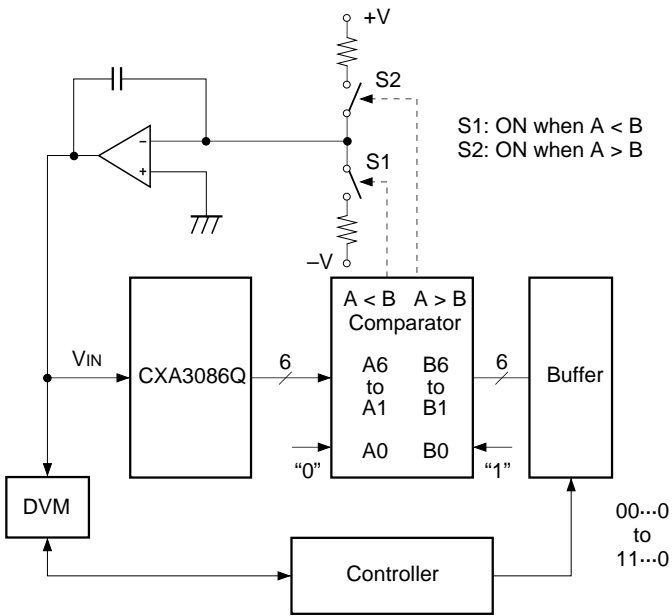 +V
S2
S1: ON when A < B
S2: ON when A > B
–
+
S1
–V
A < B A > B
Comparator
VIN
CXA3086Q
6
A6 B6
to to
A1 B1
6
Buffer
"0"
A0 B0
"1"
DVM
00···0
to
11···0
Controller